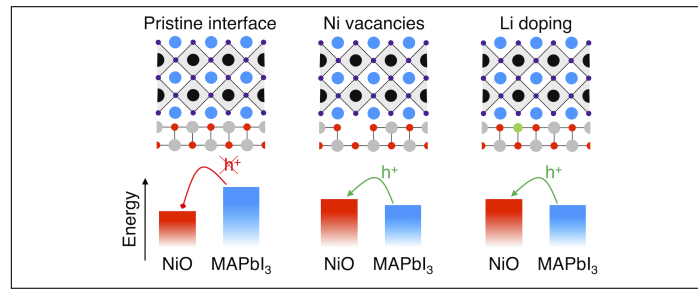 Pristine interface
Ni vacancies
Li doping
h⁺
h⁺
h⁺
Energy
NiO
MAPbI₃
NiO
MAPbI₃
NiO
MAPbI₃